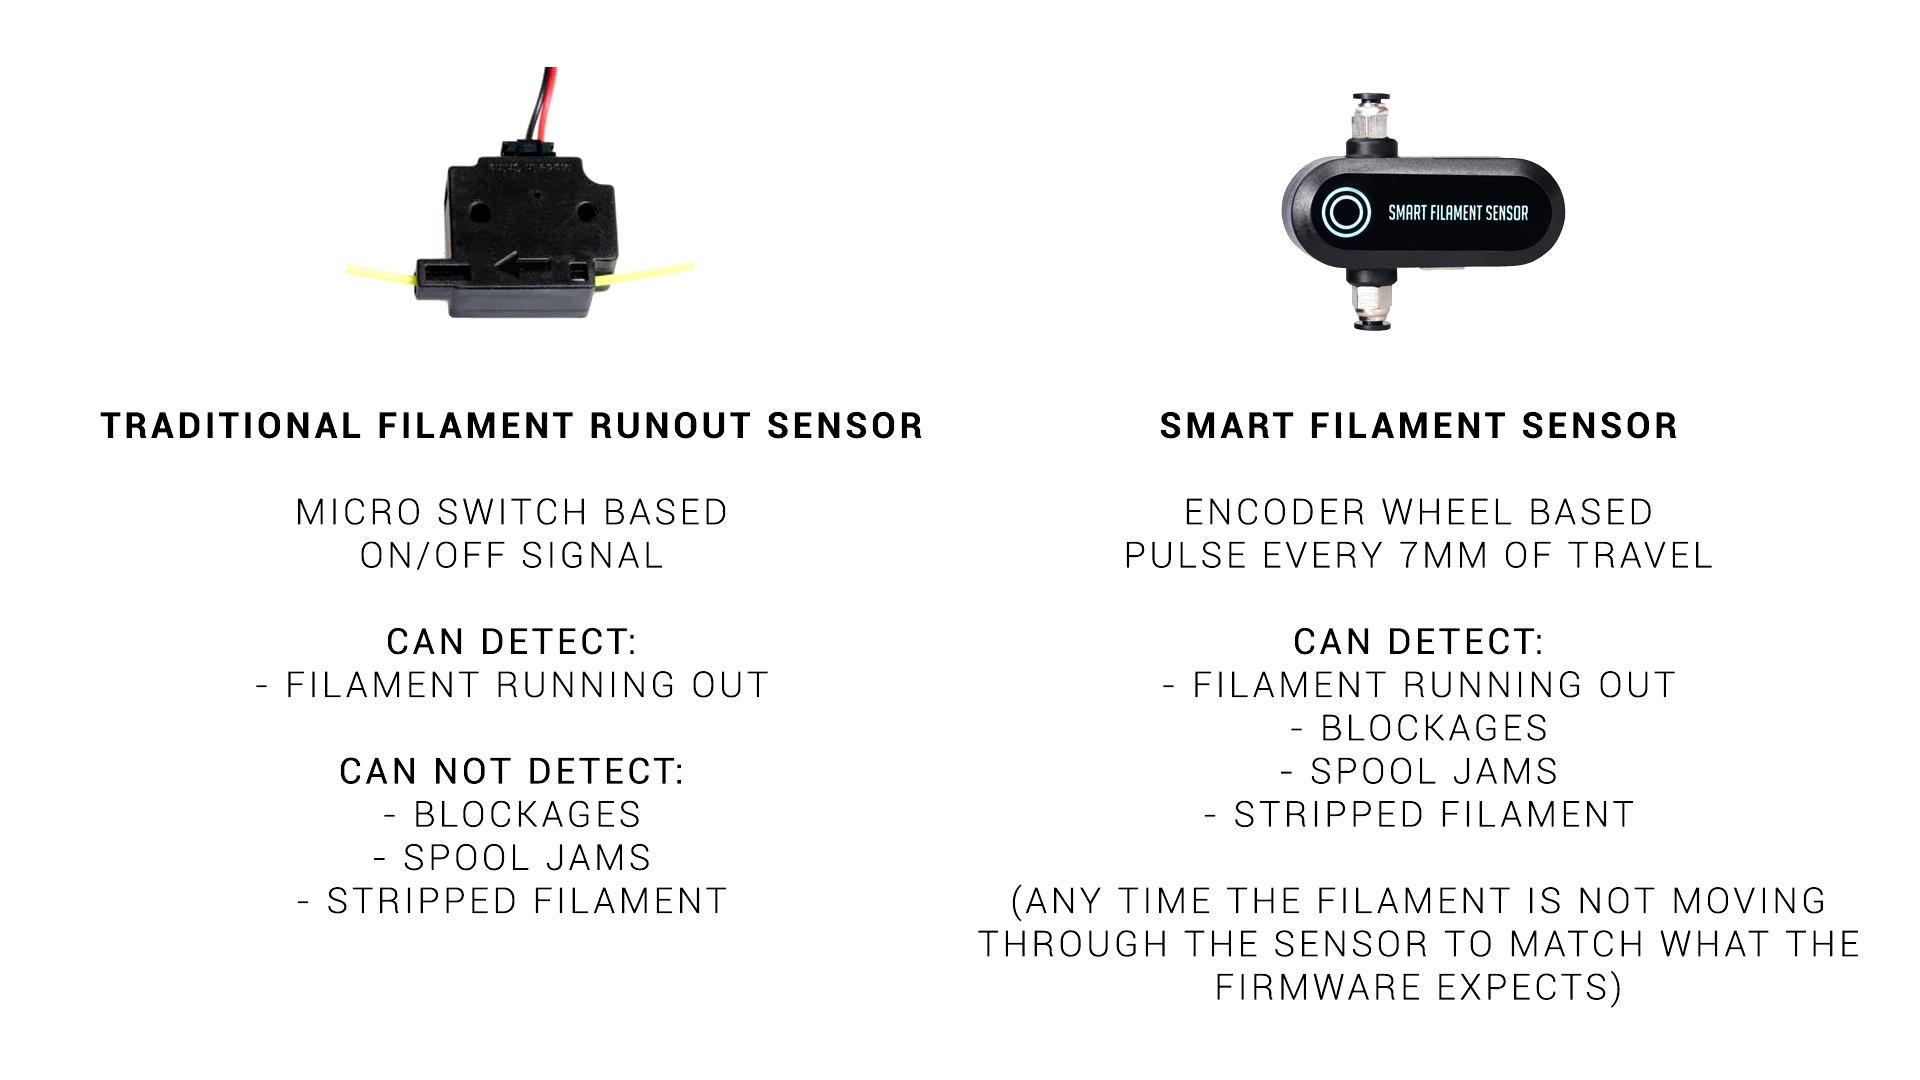 SMART FILAMENT SENSOR
TRADITIONAL FILAMENT RUNOUT SENSOR
MICRO SWITCH BASED
ON/OFF SIGNAL
CAN DETECT:
- FILAMENT RUNNING OUT
CAN NOT DETECT:
- BLOCKAGES
- SPOOL JAMS
- STRIPPED FILAMENT
SMART FILAMENT SENSOR
ENCODER WHEEL BASED
PULSE EVERY 7MM OF TRAVEL
CAN DETECT:
- FILAMENT RUNNING OUT
- BLOCKAGES
- SPOOL JAMS
- STRIPPED FILAMENT
(ANY TIME THE FILAMENT IS NOT MOVING
THROUGH THE SENSOR TO MATCH WHAT THE
FIRMWARE EXPECTS)